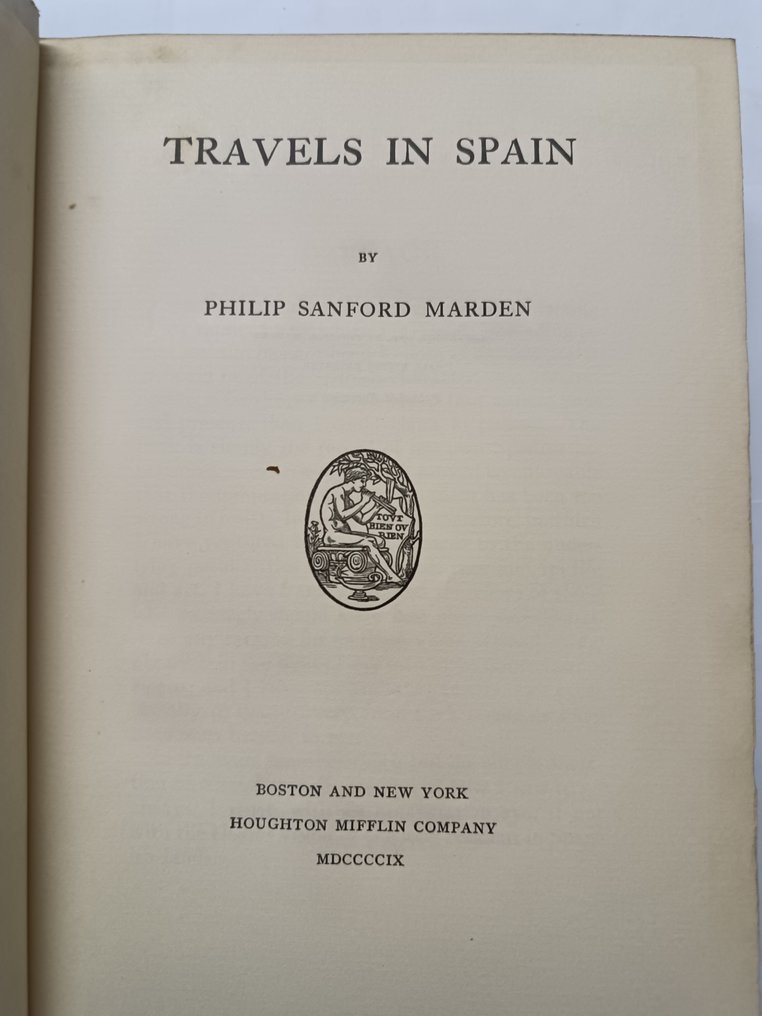 TRAVELS IN SPAIN
BY
PHILIP SANFORD MARDEN
TOVT
BIEN OV
RIEN
BOSTON AND NEW YORK
HOUGHTON MIFFLIN COMPANY
MDCCCCIX